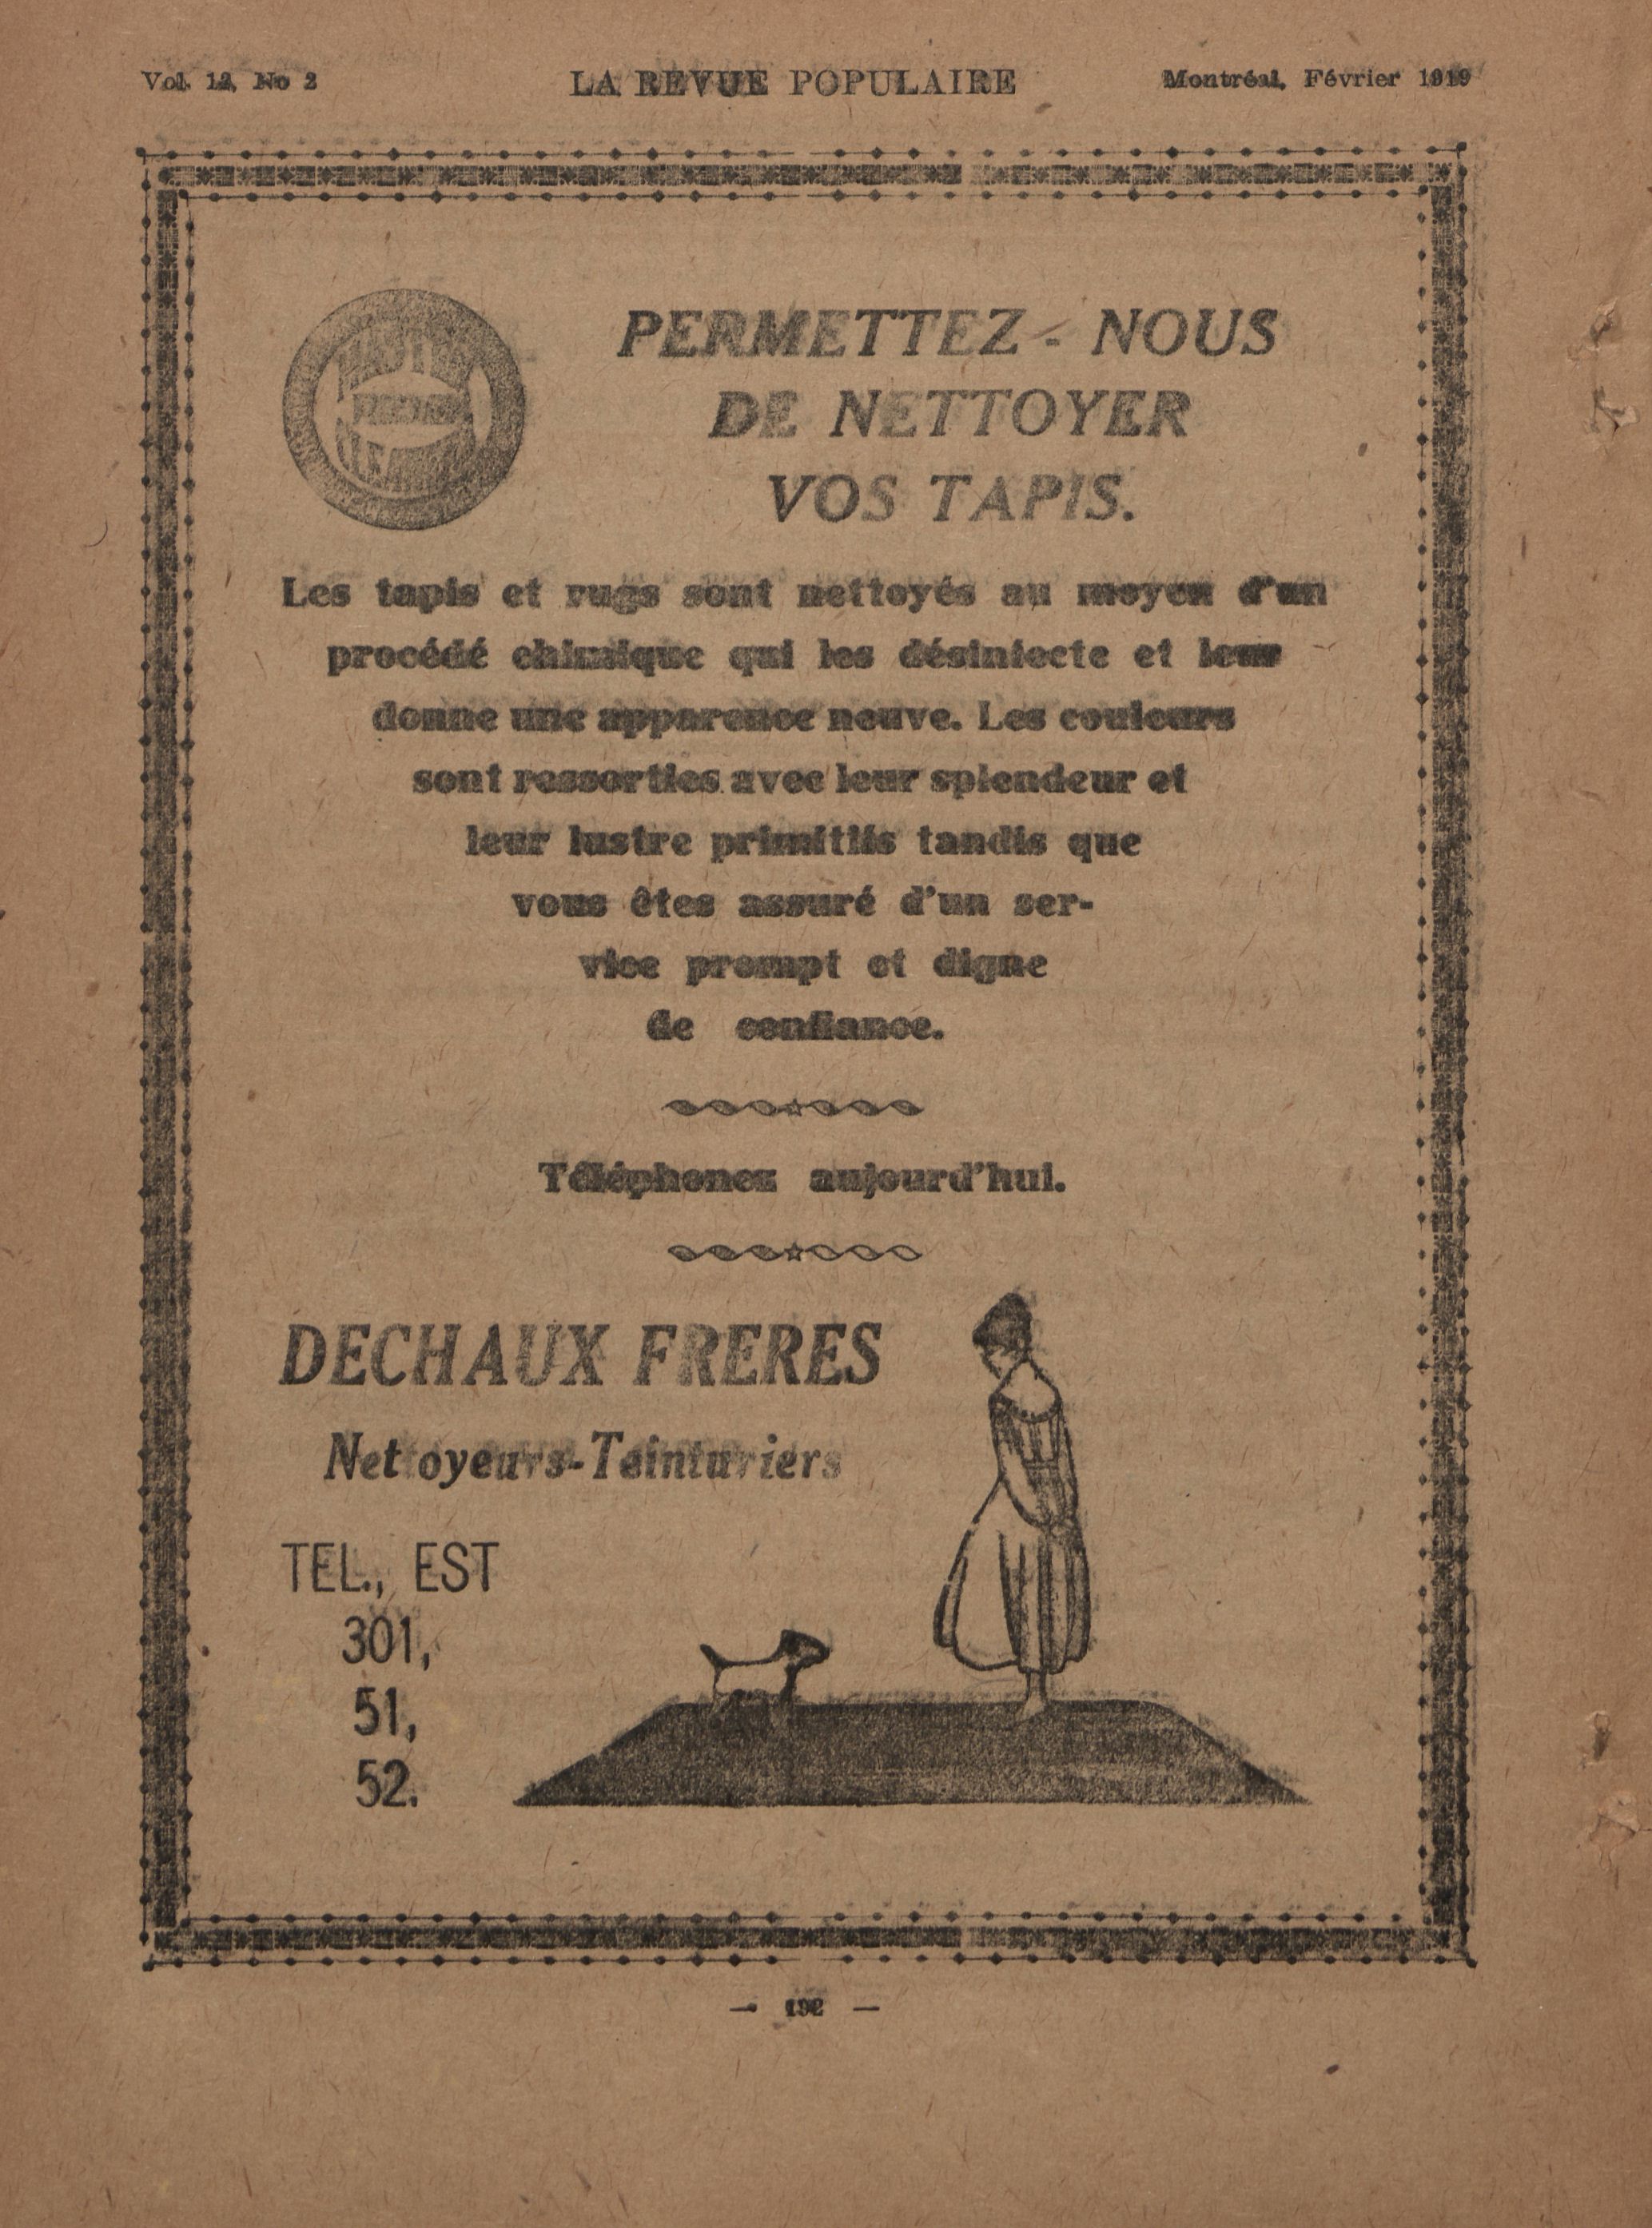 Vol. 12, No 2
LA REVUE POPULAIRE
Montréal, Février 1919
PERMETTEZ - NOUS
DE NETTOYER
VOS TAPIS.
Les tapis et rugs sont nettoyés au moyen d'un
procédé chimique qui les désinfecte et leur
donne une apparence neuve. Les couleurs
sont ressorties avec leur splendeur et
leur lustre primitifs tandis que
vous êtes assuré d'un ser-
vice prompt et digne
de confiance.
Téléphonez aujourd'hui.
DECHAUX FRERES
Nettoyeurs-Teinturiers
TEL., EST
301,
51,
52.